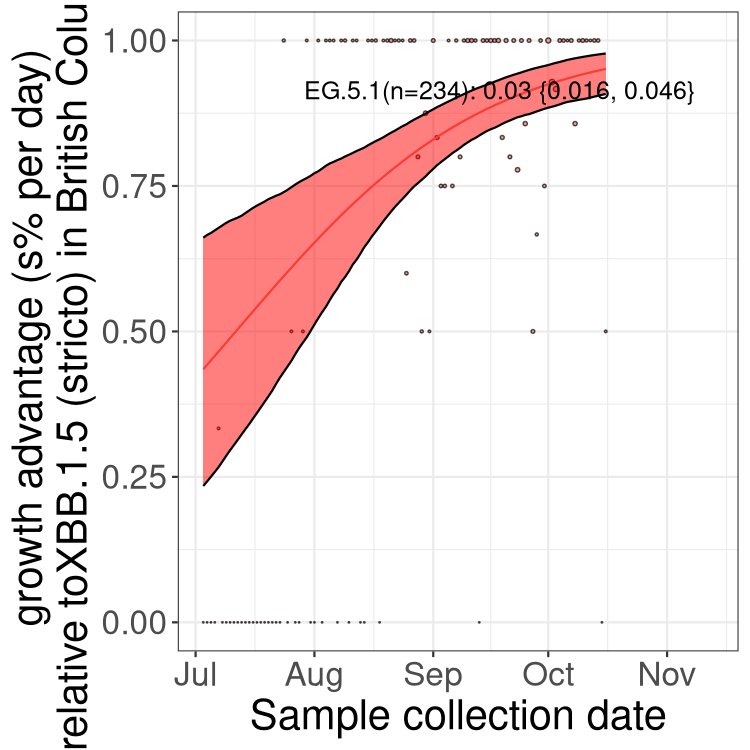 growth advantage (s% per day)
relative toXBB.1.5 (stricto) in British Colu
1.00
0.75
0.50
0.25
0.00
EG.5.1(n=234): 0.03 {0.016, 0.046}
Jul Aug Sep Oct Nov
Sample collection date